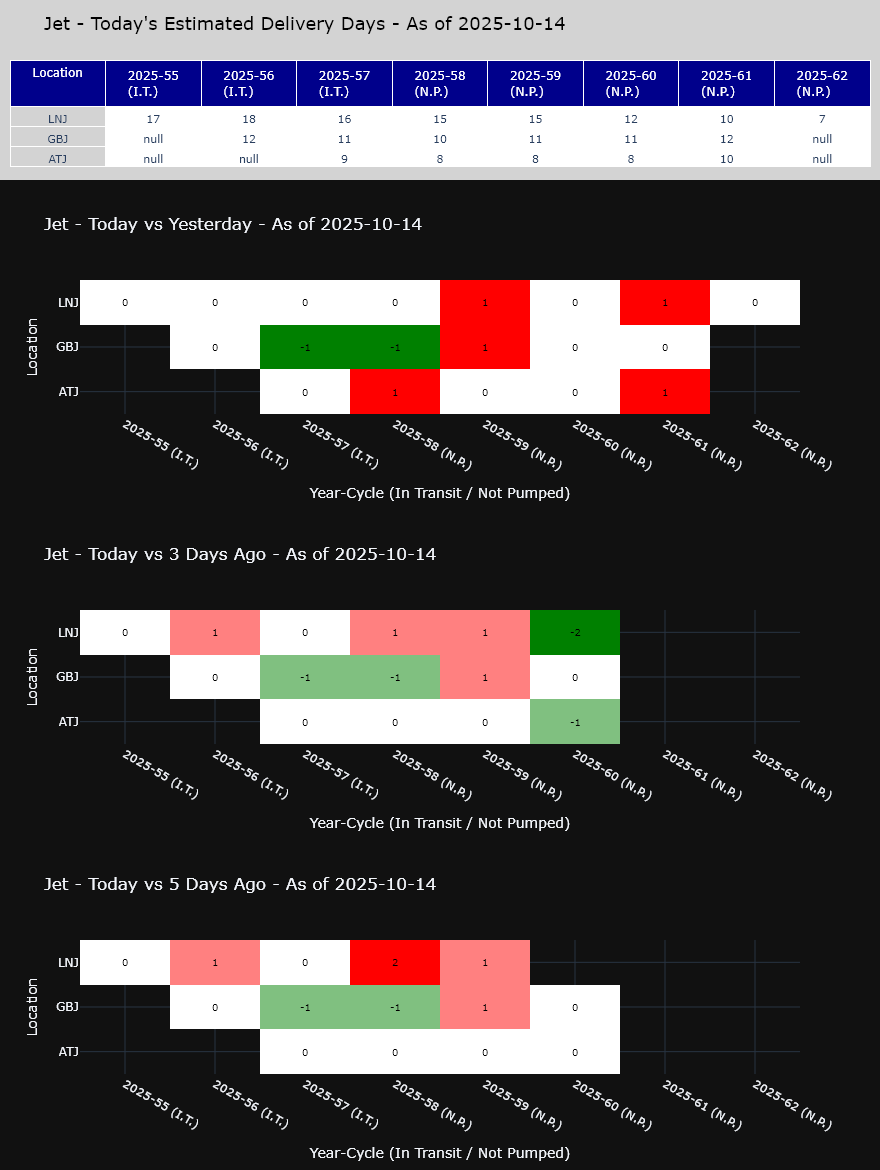 Jet - Today's Estimated Delivery Days - As of 2025-10-14
Location 2025-55 (I.T.) 2025-56 (I.T.) 2025-57 (I.T.) 2025-58 (N.P.) 2025-59 (N.P.) 2025-60 (N.P.) 2025-61 (N.P.) 2025-62 (N.P.)
LNJ 17 18 16 15 15 12 10 7
GBJ null 12 11 10 11 11 12 null
ATJ null null 9 8 8 8 10 null
Jet - Today vs Yesterday - As of 2025-10-14
Location
LNJ 0 0 0 0 1 0 1 0
GBJ 0 -1 -1 1 0 0
ATJ 0 1 0 0 1
2025-55 (I.T.) 2025-56 (I.T.) 2025-57 (I.T.) 2025-58 (N.P.) 2025-59 (N.P.) 2025-60 (N.P.) 2025-61 (N.P.) 2025-62 (N.P.)
Year-Cycle (In Transit / Not Pumped)
Jet - Today vs 3 Days Ago - As of 2025-10-14
Location
LNJ 0 1 0 1 1 -2
GBJ 0 -1 -1 1 0
ATJ 0 0 0 -1
2025-55 (I.T.) 2025-56 (I.T.) 2025-57 (I.T.) 2025-58 (N.P.) 2025-59 (N.P.) 2025-60 (N.P.) 2025-61 (N.P.) 2025-62 (N.P.)
Year-Cycle (In Transit / Not Pumped)
Jet - Today vs 5 Days Ago - As of 2025-10-14
Location
LNJ 0 1 0 2 1
GBJ 0 -1 -1 1 0
ATJ 0 0 0 0
2025-55 (I.T.) 2025-56 (I.T.) 2025-57 (I.T.) 2025-58 (N.P.) 2025-59 (N.P.) 2025-60 (N.P.) 2025-61 (N.P.) 2025-62 (N.P.)
Year-Cycle (In Transit / Not Pumped)